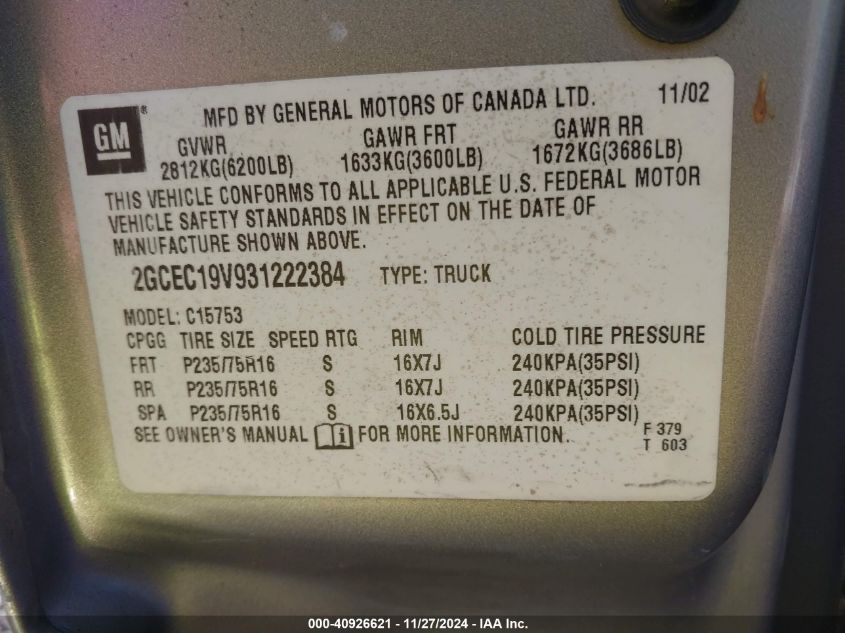 MFD BY GENERAL MOTORS OF CANADA LTD. 11/02
GM®
GVWR GAWR FRT GAWR RR
2812KG(6200LB) 1633KG(3600LB) 1672KG(3686LB)
THIS VEHICLE CONFORMS TO ALL APPLICABLE U.S. FEDERAL MOTOR
VEHICLE SAFETY STANDARDS IN EFFECT ON THE DATE OF
MANUFACTURE SHOWN ABOVE.
2GCEC19V931222384 TYPE: TRUCK
MODEL: C15753
CPGG TIRE SIZE SPEED RTG RIM COLD TIRE PRESSURE
FRT P235/75R16 S 16X7J 240KPA(35PSI)
RR P235/75R16 S 16X7J 240KPA(35PSI)
SPA P235/75R16 S 16X6.5J 240KPA(35PSI)
SEE OWNER'S MANUAL i FOR MORE INFORMATION.
F 379
T 603
000-40926621 - 11/27/2024 - IAA Inc.